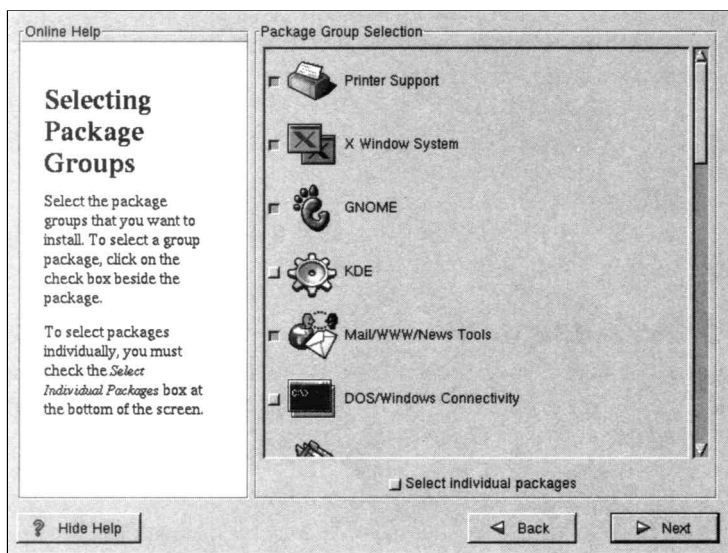 Online Help
Selecting
Package
Groups
Select the package
groups that you want to
install. To select a group
package, click on the
check box beside the
package.
To select packages
individually, you must
check the Select
Individual Packages box at
the bottom of the screen.
Package Group Selection
Printer Support
X Window System
GNOME
KDE
Mail/WWW/News Tools
DOS/Windows Connectivity
Select individual packages
? Hide Help
Back
Next